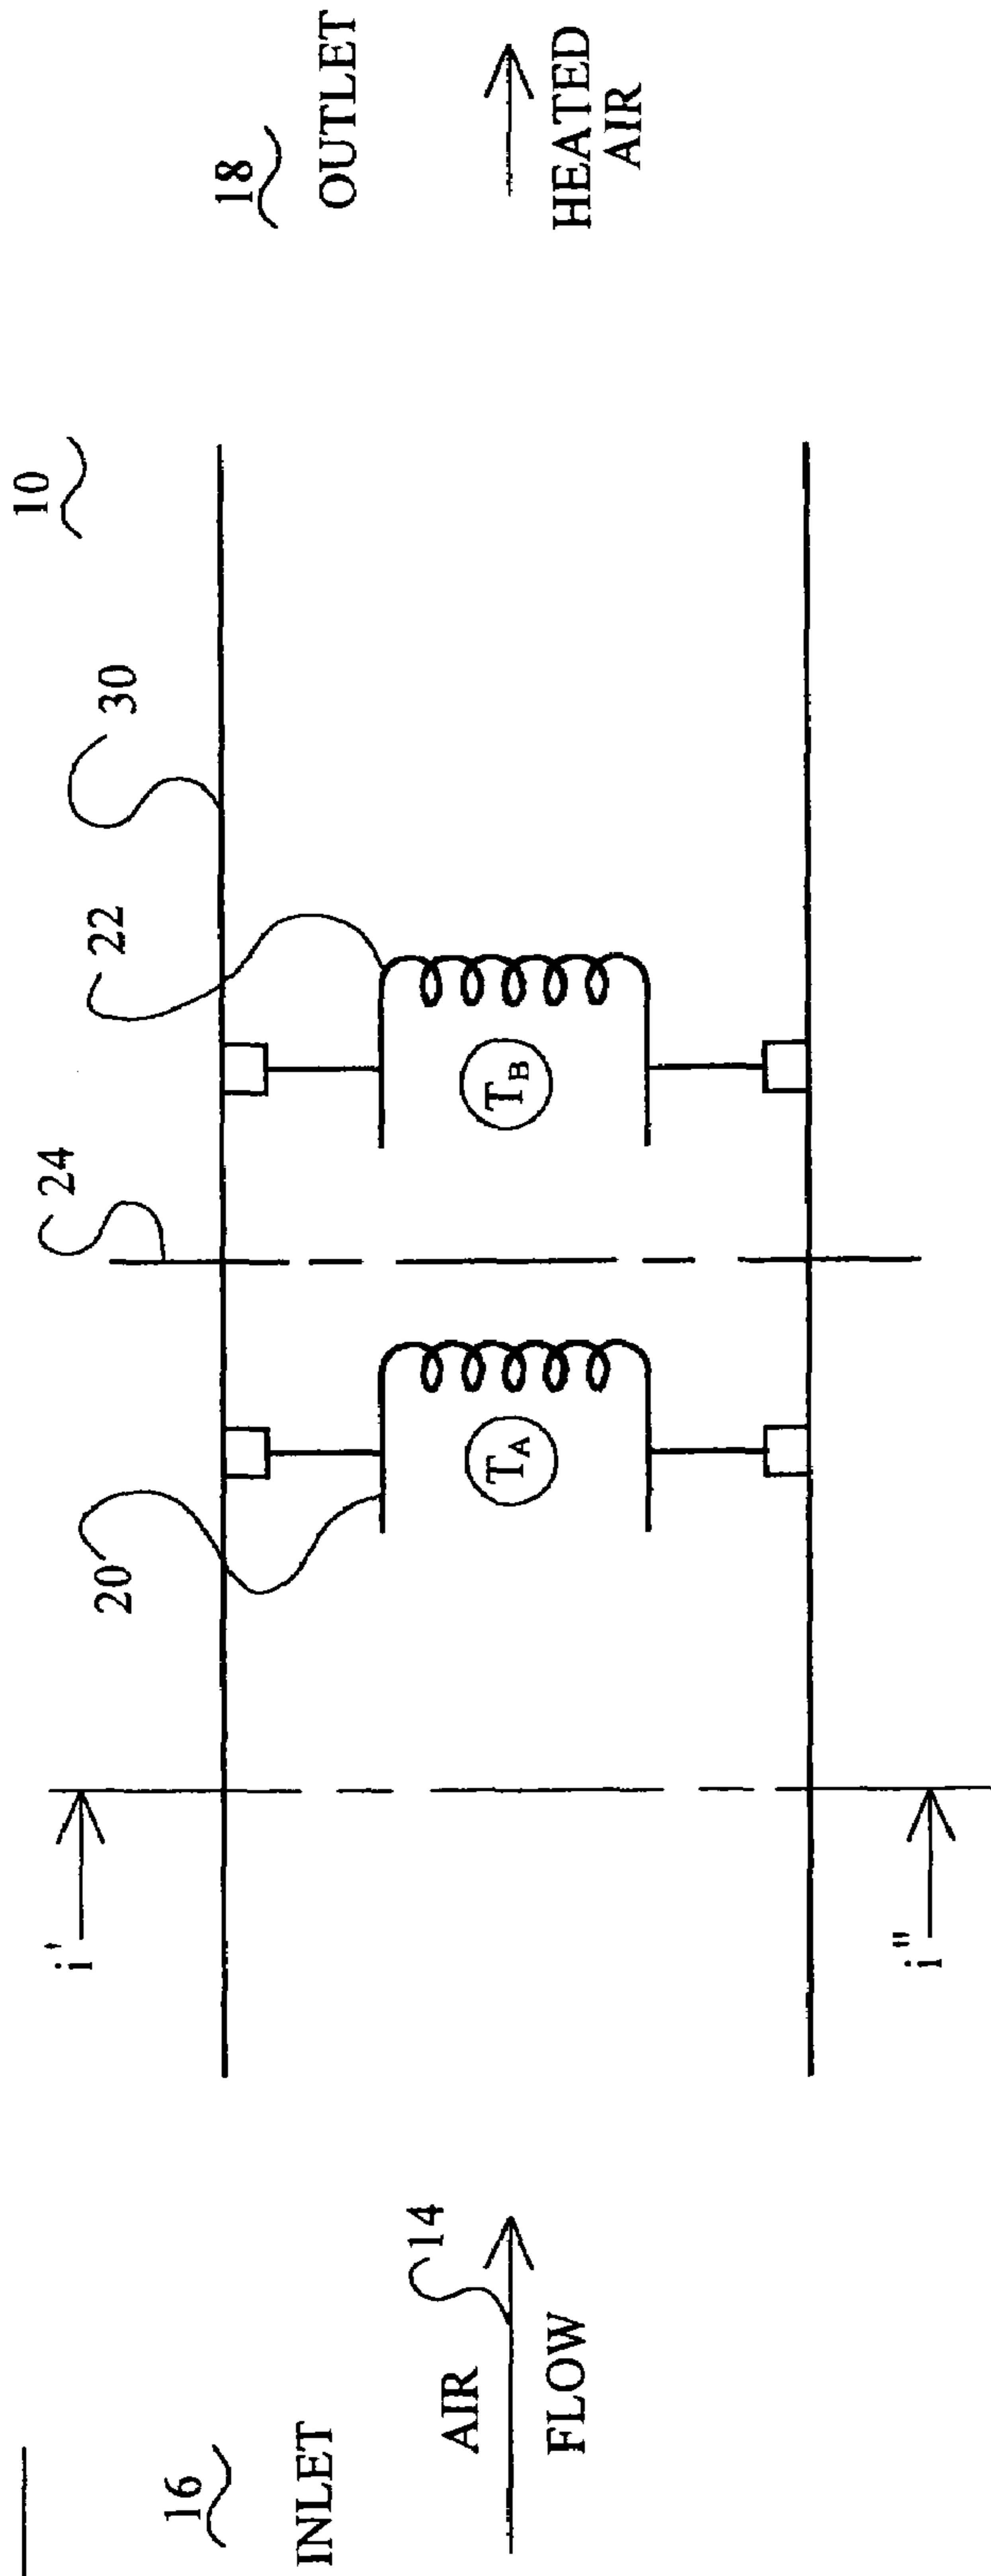 10
18
OUTLET
HEATED
AIR
30
22
24
20
T_B
T_A
i'
i"
14
AIR
FLOW
16
INLET